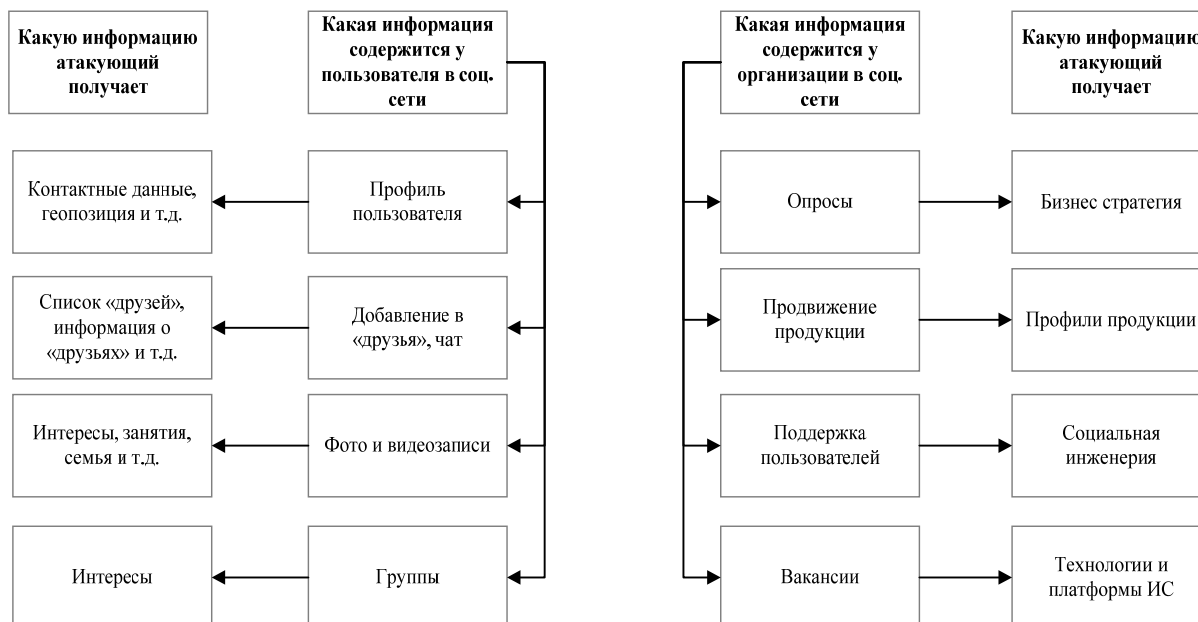 Какую информацию
атакующий
получает
Какая информация
содержится у
пользователя в соц.
сети
Какая информация
содержится у
организации в соц.
сети
Какую информацию
атакующий
получает
Контактные данные,
геопозиция и т.д.
Профиль
пользователя
Опросы
Бизнес стратегия
Список «друзей»,
информация о
«друзьях» и т.д.
Добавление в
«друзья», чат
Продвижение
продукции
Профили продукции
Интересы, занятия,
семья и т.д.
Фото и видеозаписи
Поддержка
пользователей
Социальная
инженерия
Интересы
Группы
Вакансии
Технологии и
платформы ИС